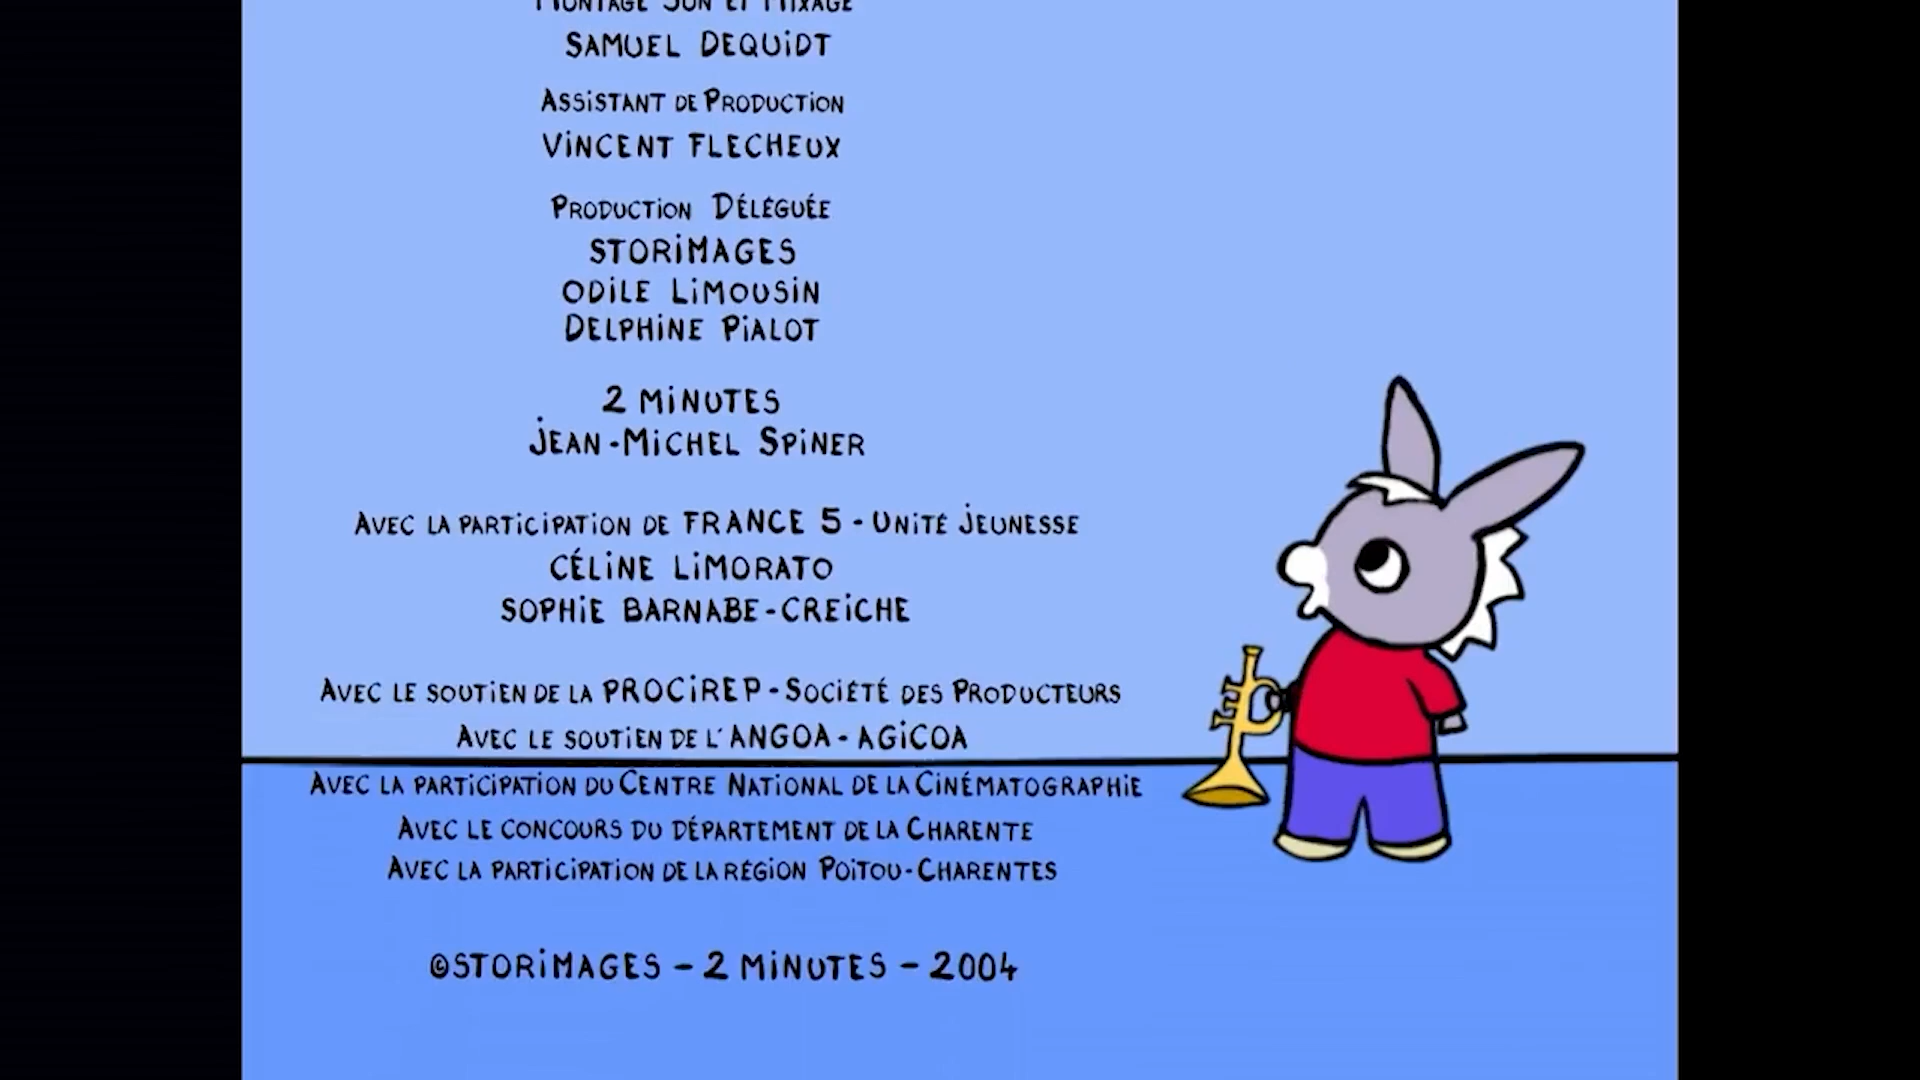 MONTAGE SON ET MIXAGE
SAMUEL DEQUIDT
ASSISTANT DE PRODUCTION
VINCENT FLECHEUX
PRODUCTION DÉLÉGUÉE
STORIMAGES
ODILE LIMOUSIN
DELPHINE PIALOT
2 MINUTES
JEAN-MICHEL SPINER
AVEC LA PARTICIPATION DE FRANCE 5 - UNITÉ JEUNESSE
CÉLINE LIMORATO
SOPHIE BARNABE-CREICHE
AVEC LE SOUTIEN DE LA PROCIREP - SOCIÉTÉ DES PRODUCTEURS
AVEC LE SOUTIEN DE L'ANGOA - AGICOA
AVEC LA PARTICIPATION DU CENTRE NATIONAL DE LA CINÉMATOGRAPHIE
AVEC LE CONCOURS DU DÉPARTEMENT DE LA CHARENTE
AVEC LA PARTICIPATION DE LA RÉGION POITOU-CHARENTES
©STORIMAGES - 2 MINUTES - 2004